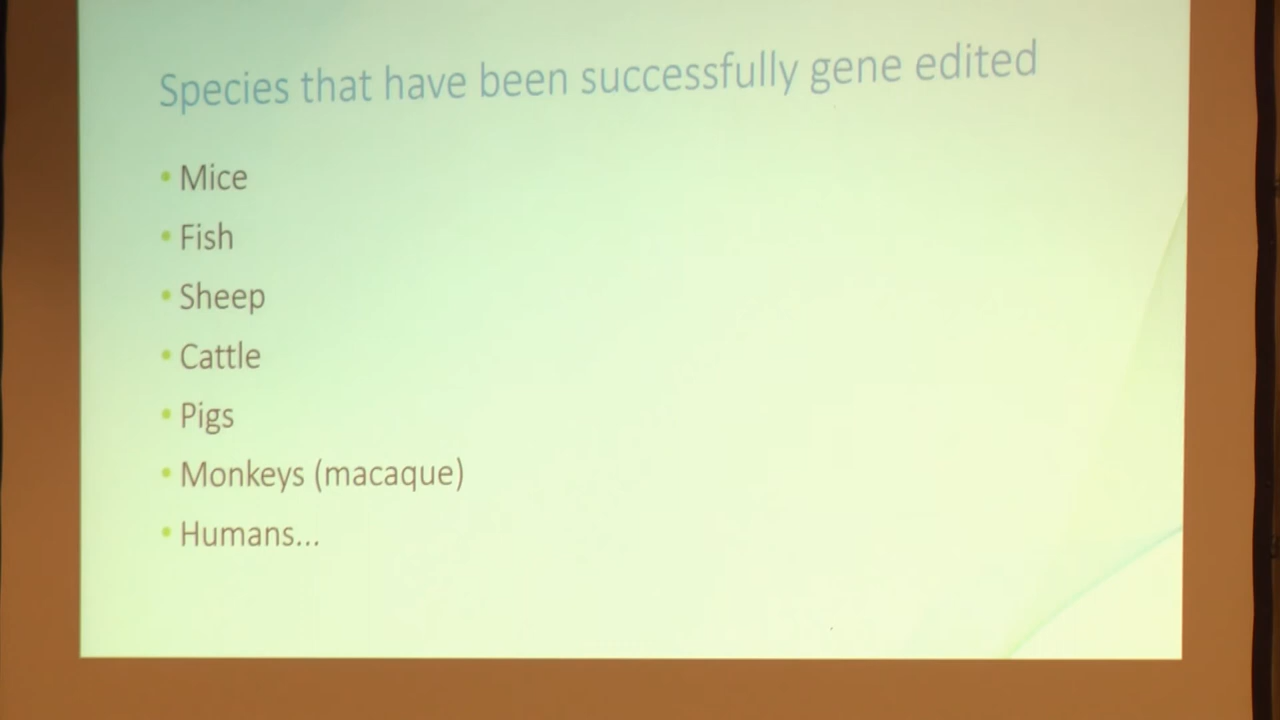 Species that have been successfully gene edited
• Mice
• Fish
• Sheep
• Cattle
• Pigs
• Monkeys (macaque)
• Humans...